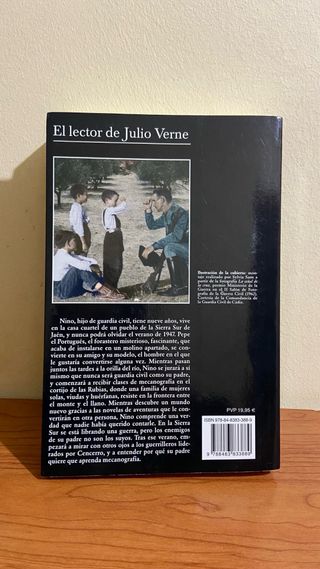 El lector de Julio Verne
Ilustración de la cubierta: mon-
taje realizado por Sylvia Sans a
partir de la fotografía La señal de
la cruz, premio Ministerio de la
Guerra en el II Salón de Foto-
grafía de la Guerra Civil (1962).
Cortesía de la Comandancia de
la Guardia Civil de Cádiz.
Nino, hijo de guardia civil, tiene nueve años, vive
en la casa cuartel de un pueblo de la Sierra Sur de
Jaén, y nunca podrá olvidar el verano de 1947. Pepe
el Portugués, el forastero misterioso, fascinante, que
acaba de instalarse en un molino apartado, se con-
vierte en su amigo y su modelo, el hombre en el que
le gustaría convertirse alguna vez. Mientras pasan
juntos las tardes a la orilla del río, Nino se jurará a sí
mismo que nunca será guardia civil como su padre,
y comenzará a recibir clases de mecanografía en el
cortijo de las Rubias, donde una familia de mujeres
solas, viudas y huérfanas, resiste en la frontera entre
el monte y el llano. Mientras descubre un mundo
nuevo gracias a las novelas de aventuras que le con-
vertirán en otra persona, Nino comprende una ver-
dad que nadie había querido contarle. En la Sierra
Sur se está librando una guerra, pero los enemigos
de su padre no son los suyos. Tras ese verano, em-
pezará a mirar con otros ojos a los guerrilleros lide-
rados por Cencerro, y a entender por qué su padre
quiere que aprenda mecanografía.
PVP 19,95 €
ISBN 978-84-8383-388-9
9 788483 833889